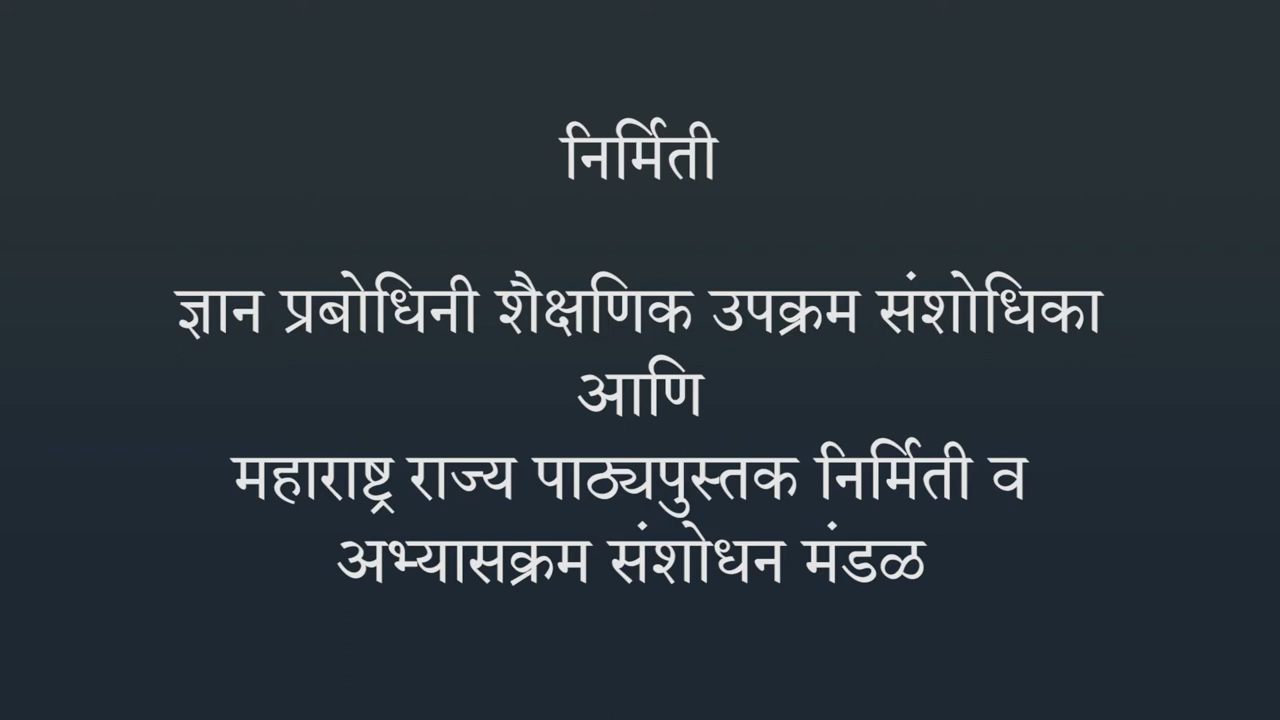 निर्मिती
ज्ञान प्रबोधिनी शैक्षणिक उपक्रम संशोधिका
आणि
महाराष्ट्र राज्य पाठ्यपुस्तक निर्मिती व
अभ्यासक्रम संशोधन मंडळ